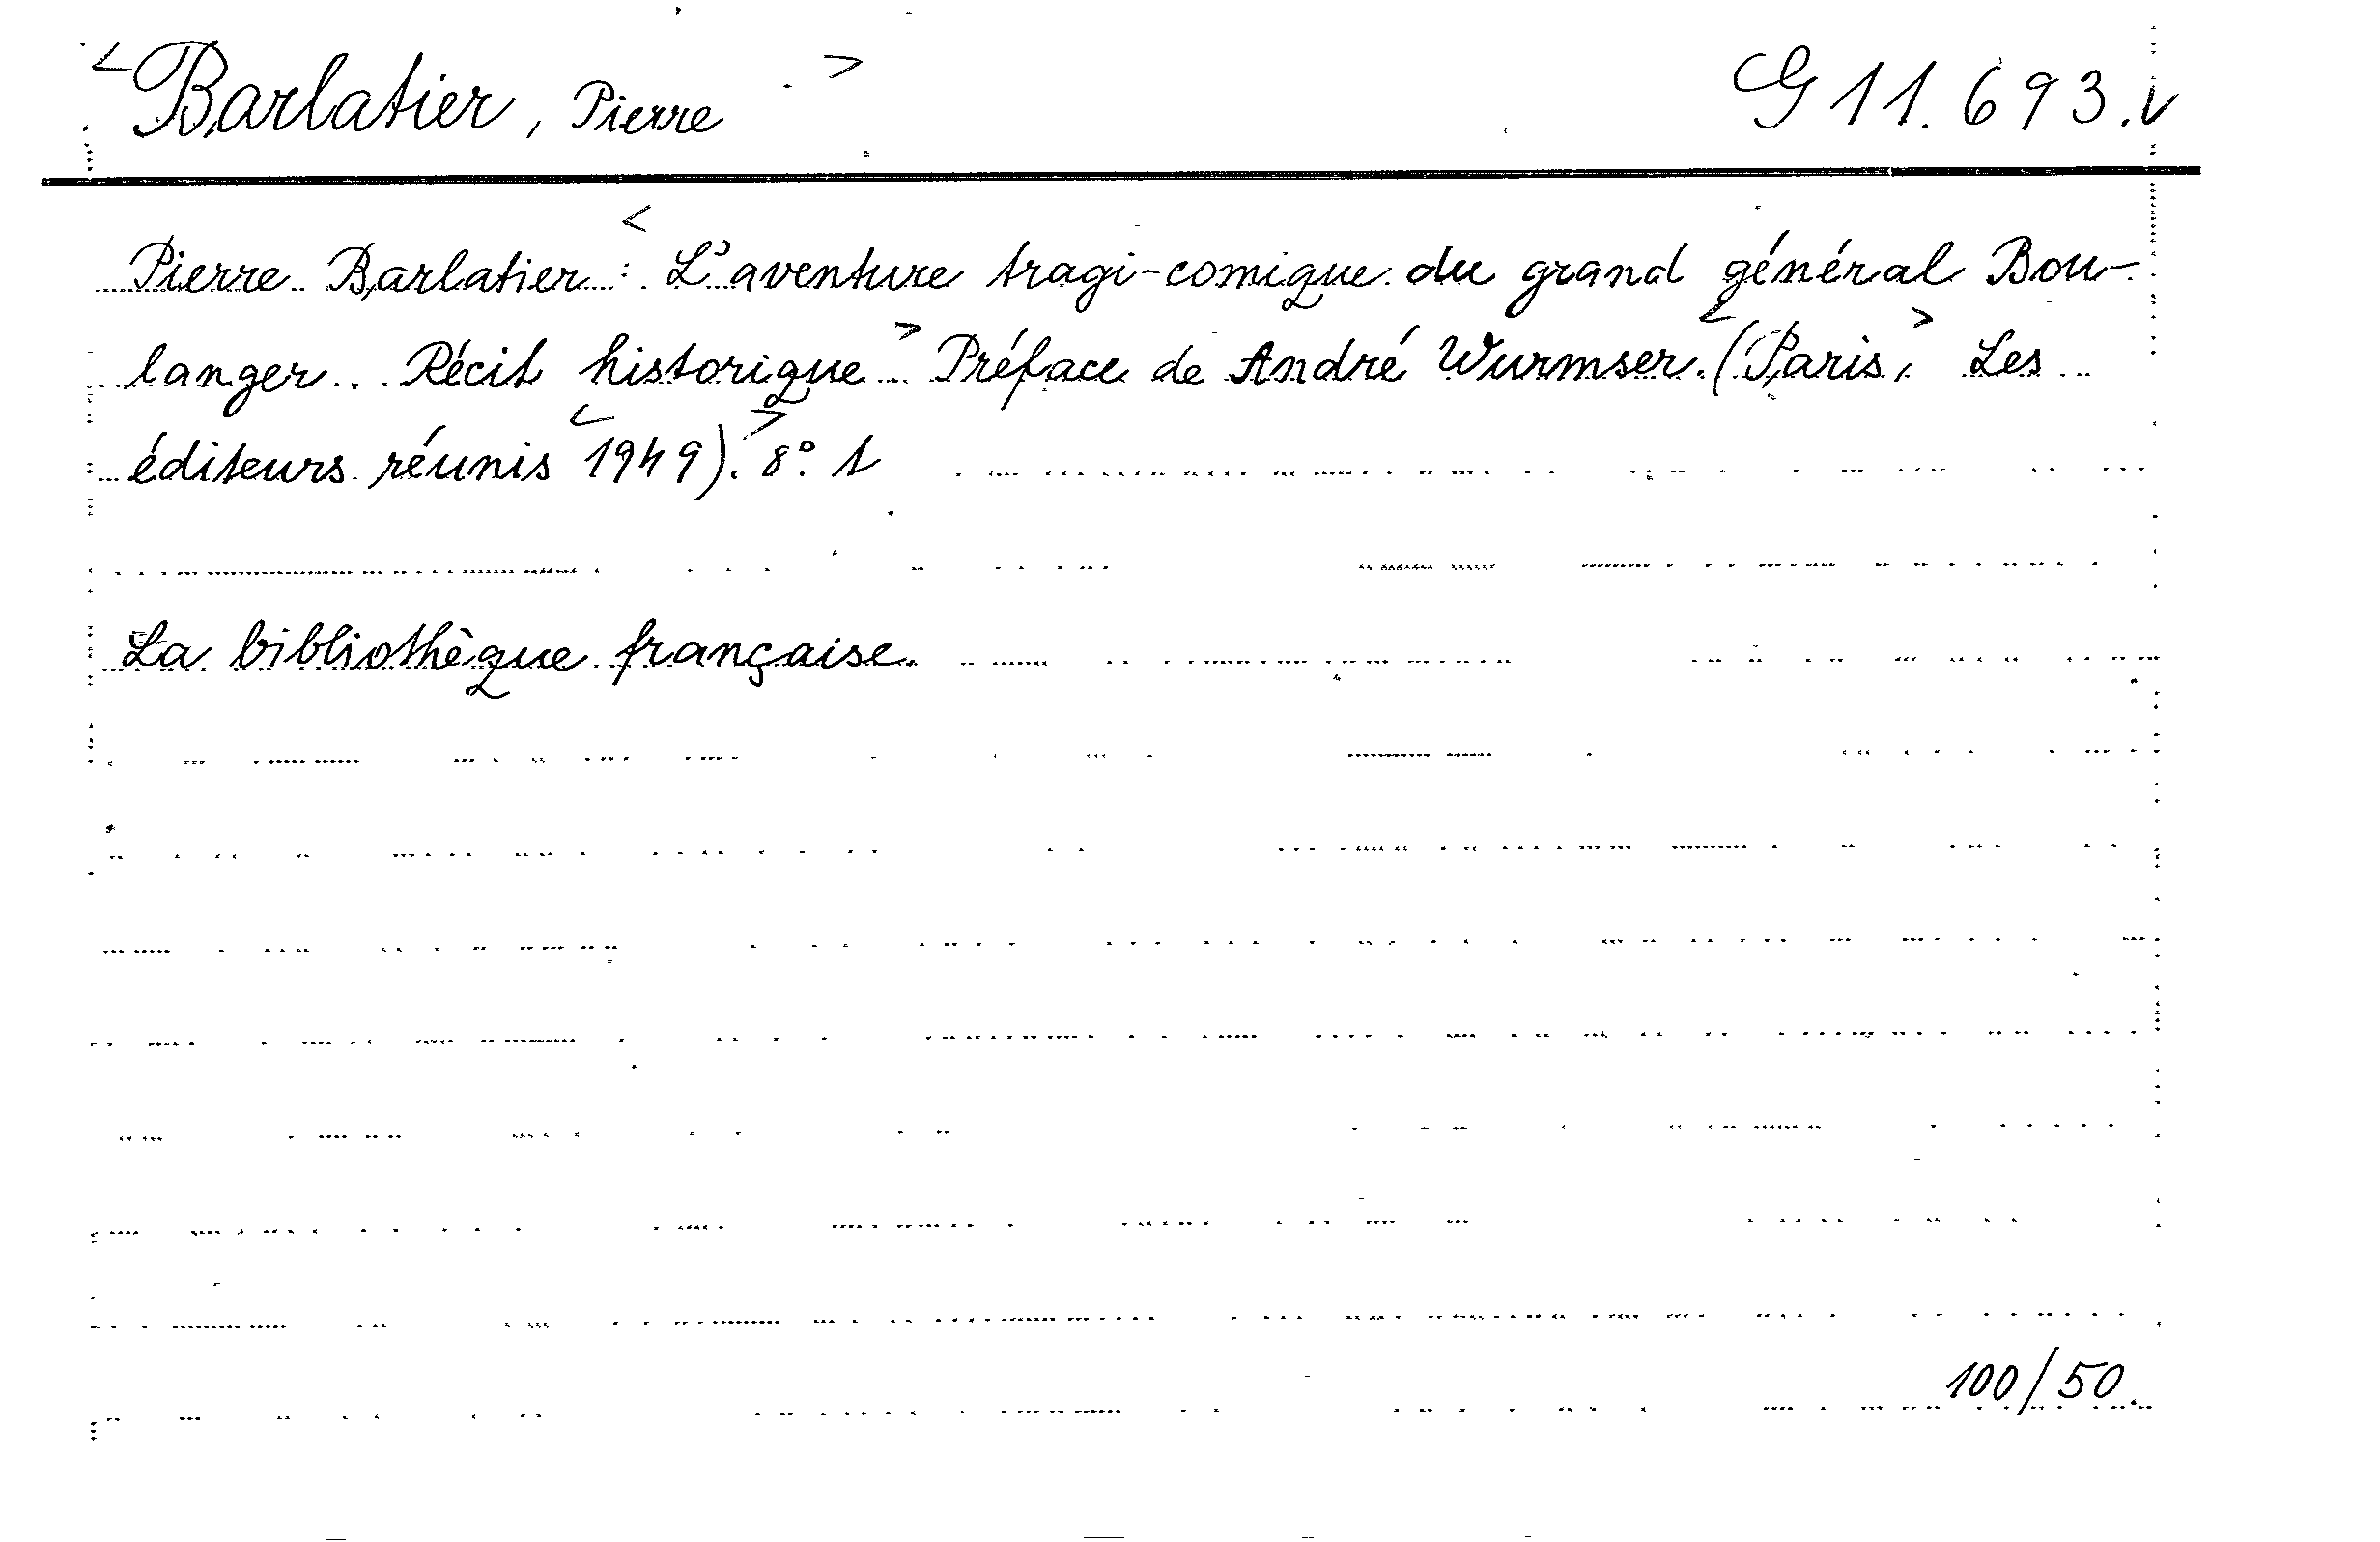 < Barlatier, Pierre > G 11.693.v
Pierre Barlatier: < L'aventure tragi-comique du grand général Bou-
langer. Récit historique > Préface de André Wurmser. (< Paris, > Les
éditeurs réunis < 1949). > 8° 1
La bibliothèque française.
100/50.